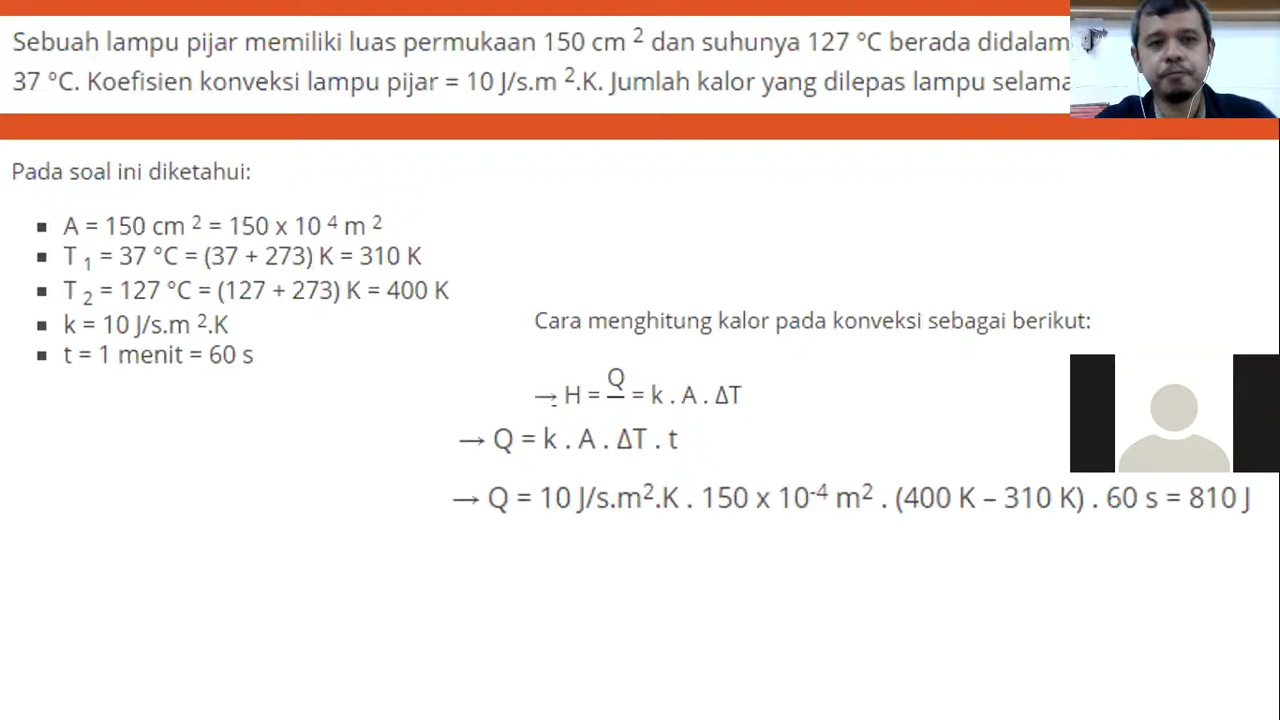 Sebuah lampu pijar memiliki luas permukaan 150 cm 2 dan suhunya 127 °C berada didalam
37 °C. Koefisien konveksi lampu pijar = 10 J/s.m 2.K. Jumlah kalor yang dilepas lampu selama
Pada soal ini diketahui:
▪ A = 150 cm 2 = 150 x 10 4 m 2
▪ T 1 = 37 °C = (37 + 273) K = 310 K
▪ T 2 = 127 °C = (127 + 273) K = 400 K
▪ k = 10 J/s.m 2.K
▪ t = 1 menit = 60 s
Cara menghitung kalor pada konveksi sebagai berikut:
→ H = Q/ = k . A . ΔT
→ Q = k . A . ΔT . t
→ Q = 10 J/s.m².K . 150 x 10⁻⁴ m² . (400 K – 310 K) . 60 s = 810 J